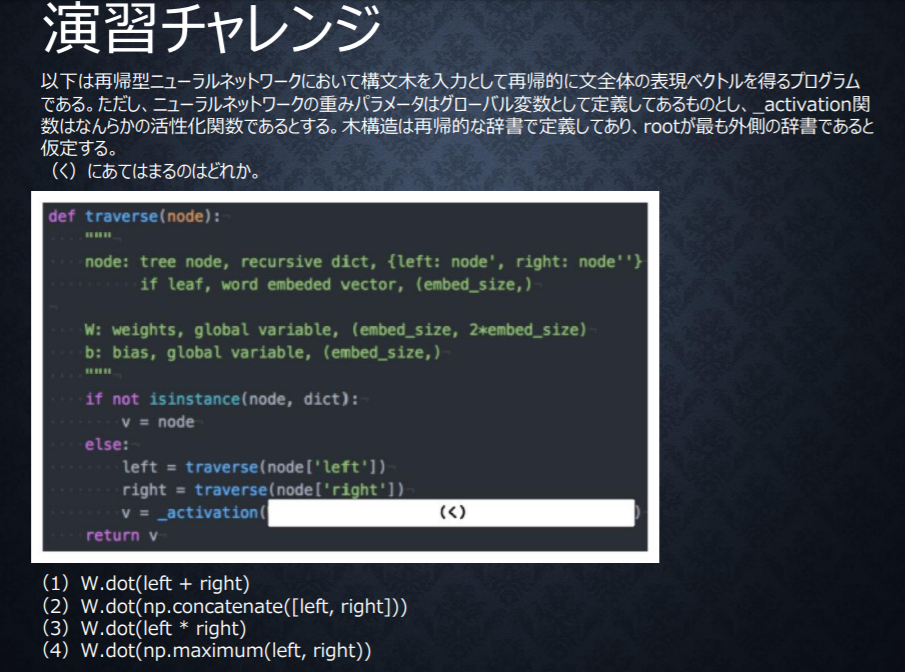 演習チャレンジ
以下は再帰型ニューラルネットワークにおいて構文木を入力として再帰的に文全体の表現ベクトルを得るプログラム
である。ただし、ニューラルネットワークの重みパラメータはグローバル変数として定義してあるものとし、_activation関
数はなんらかの活性化関数であるとする。木構造は再帰的な辞書で定義してあり、rootが最も外側の辞書であると
仮定する。
（く）にあてはまるのはどれか。
def traverse(node):
"""
node: tree node, recursive dict, {left: node', right: node''}
if leaf, word embeded vector, (embed_size,)
W: weights, global variable, (embed_size, 2*embed_size)
b: bias, global variable, (embed_size,)
"""
if not isinstance(node, dict):
v = node
else:
left = traverse(node['left'])
right = traverse(node['right'])
v = _activation( (く) )
return v
（1）W.dot(left + right)
（2）W.dot(np.concatenate([left, right]))
（3）W.dot(left * right)
（4）W.dot(np.maximum(left, right))